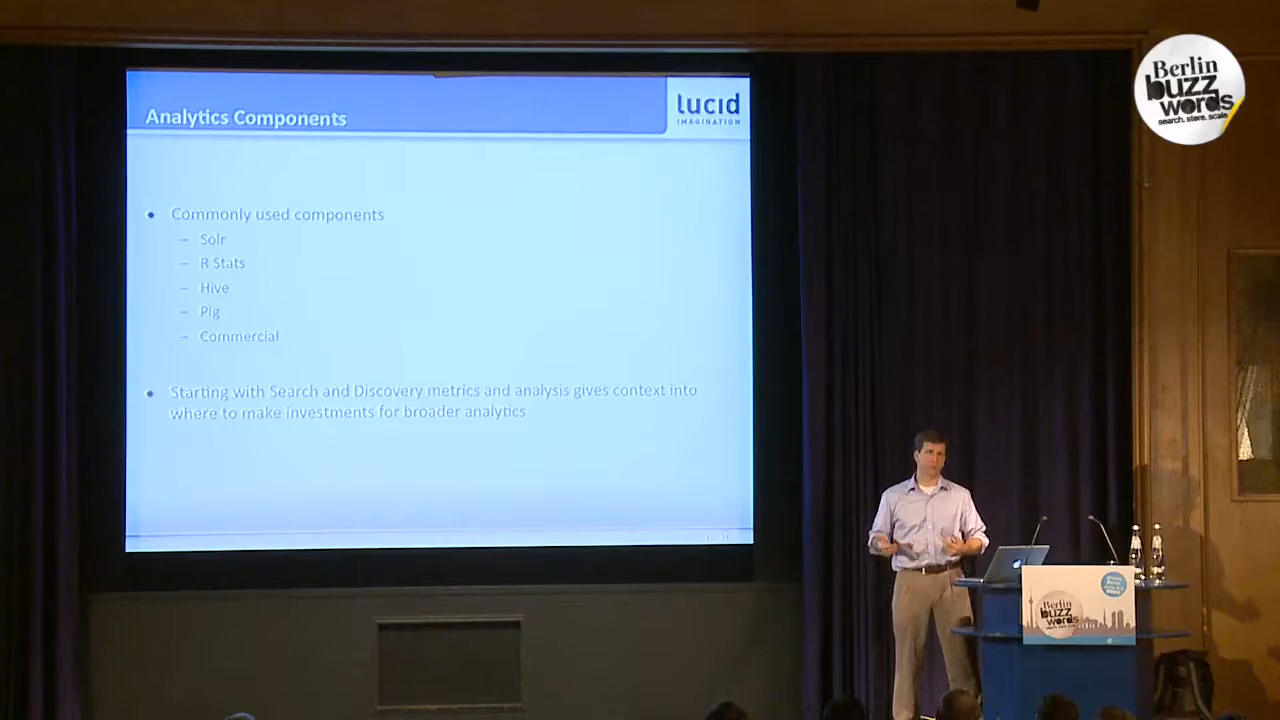 Analytics Components
lucid
IMAGINATION
• Commonly used components
– Solr
– R Stats
– Hive
– Pig
– Commercial
• Starting with Search and Discovery metrics and analysis gives context into
where to make investments for broader analytics
Berlin
buzz
words
search. store. scale
Berlin
buzz
words